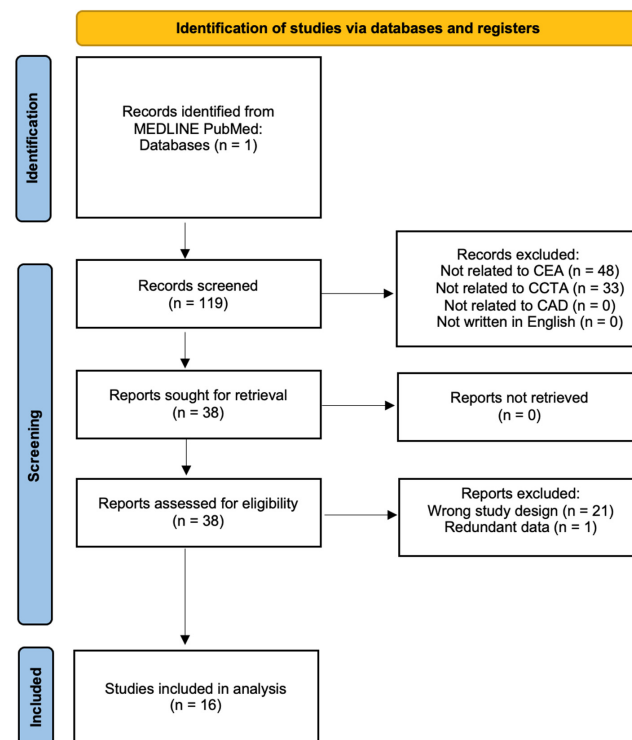 Identification of studies via databases and registers
Identification
Records identified from
MEDLINE PubMed:
Databases (n = 1)
Screening
Records screened
(n = 119)
Records excluded:
Not related to CEA (n = 48)
Not related to CCTA (n = 33)
Not related to CAD (n = 0)
Not written in English (n = 0)
Reports sought for retrieval
(n = 38)
Reports not retrieved
(n = 0)
Reports assessed for eligibility
(n = 38)
Reports excluded:
Wrong study design (n = 21)
Redundant data (n = 1)
Included
Studies included in analysis
(n = 16)